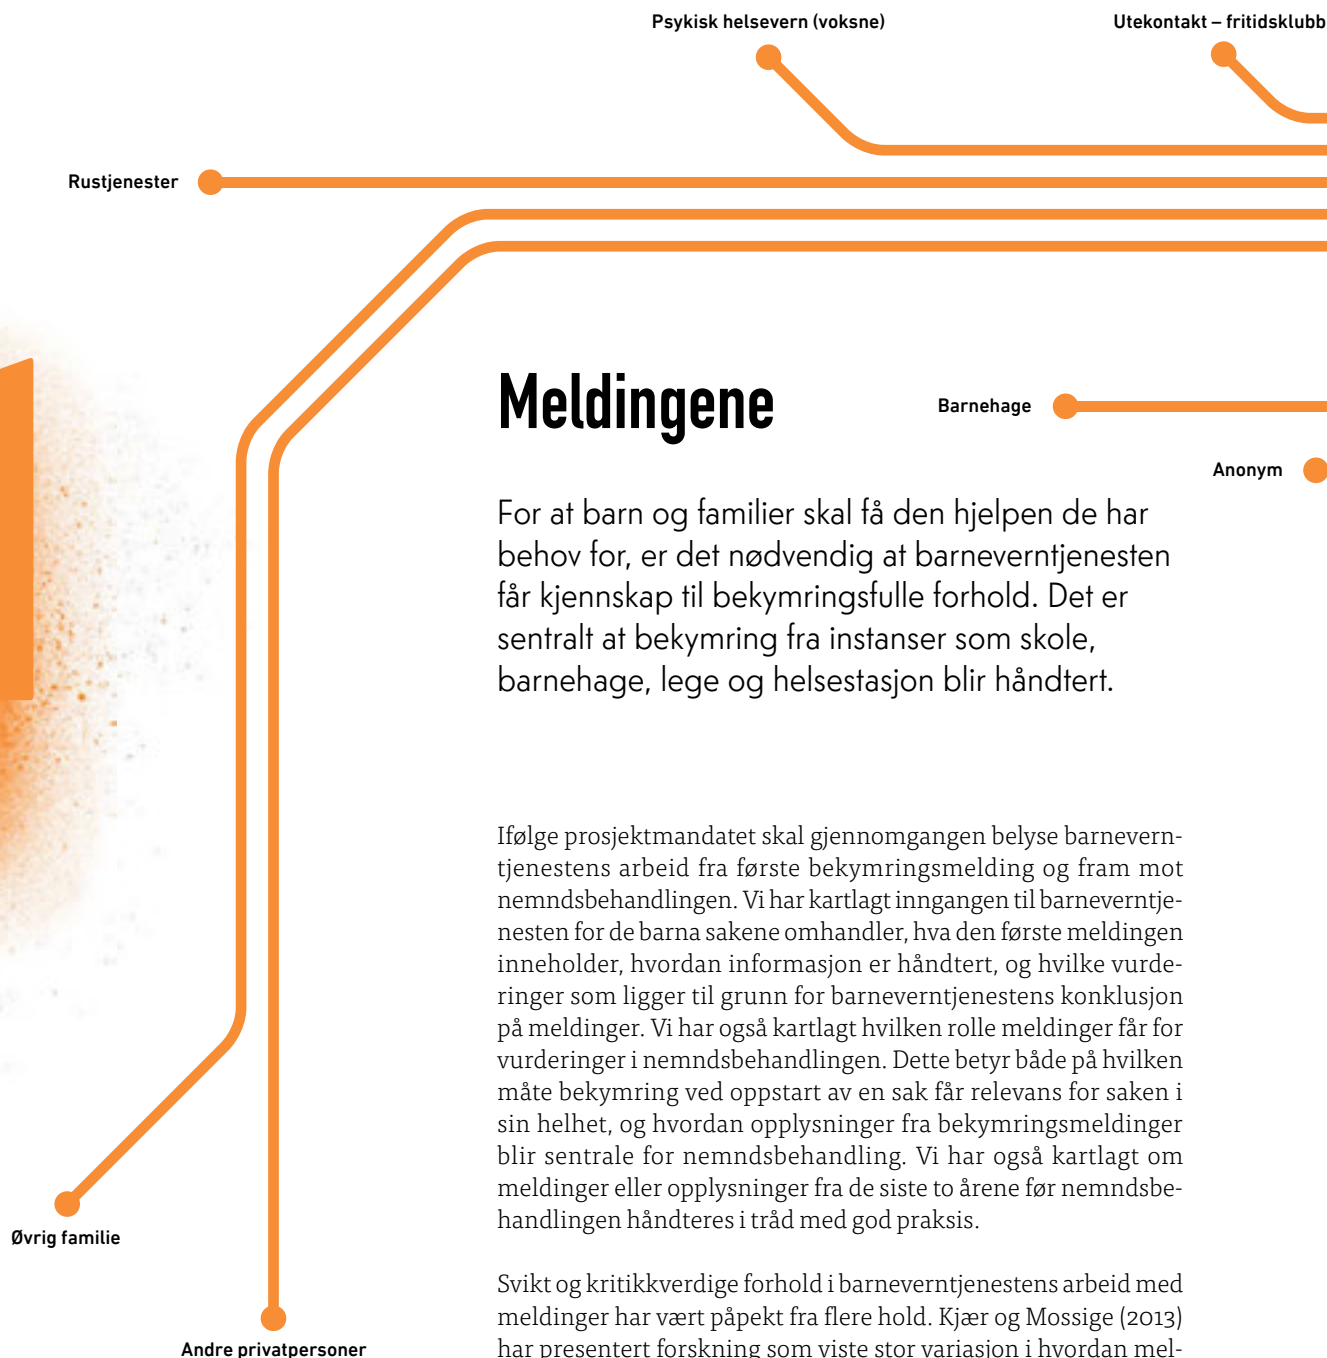 Psykisk helsevern (voksne)
Utekontakt – fritidsklubb
Rustjenester
Meldingene
Barnehage
Anonym
For at barn og familier skal få den hjelpen de har
behov for, er det nødvendig at barneverntjenesten
får kjennskap til bekymringsfulle forhold. Det er
sentralt at bekymring fra instanser som skole,
barnehage, lege og helsestasjon blir håndtert.
Ifølge prosjektmandatet skal gjennomgangen belyse barnevern-
tjenestens arbeid fra første bekymringsmelding og fram mot
nemndsbehandlingen. Vi har kartlagt inngangen til barneverntje-
nesten for de barna sakene omhandler, hva den første meldingen
inneholder, hvordan informasjon er håndtert, og hvilke vurde-
ringer som ligger til grunn for barneverntjenestens konklusjon
på meldinger. Vi har også kartlagt hvilken rolle meldinger får for
vurderinger i nemndsbehandlingen. Dette betyr både på hvilken
måte bekymring ved oppstart av en sak får relevans for saken i
sin helhet, og hvordan opplysninger fra bekymringsmeldinger
blir sentrale for nemndsbehandling. Vi har også kartlagt om
meldinger eller opplysninger fra de siste to årene før nemndsbe-
handlingen håndteres i tråd med god praksis.
Øvrig familie
Svikt og kritikkverdige forhold i barneverntjenestens arbeid med
meldinger har vært påpekt fra flere hold. Kjær og Mossige (2013)
har presentert forskning som viste stor variasjon i hvordan mel-
Andre privatpersoner